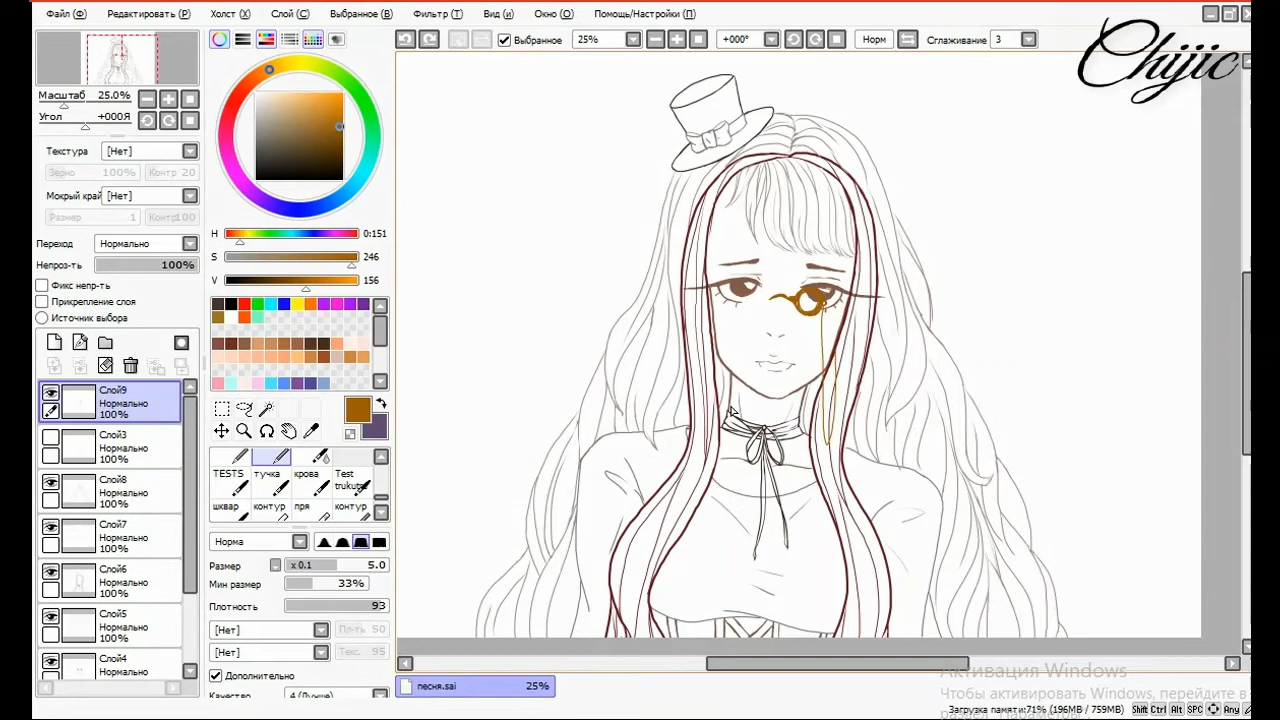 Файл (Ф) Редактировать (Р) Холст (Х) Слой (С) Выбранное (В) Фильтр (Т) Вид (и) Окно (О) Помощь/Настройки (П)
Выбранное 25% +000° Норм Сглаживание 3
Chijic
Масштаб 25.0%
Угол +000Я
Текстура [Нет]
Зерно 100% Контр 20
Мокрый край [Нет]
Размер 1 Контр100
Переход Нормально
Непроз-ть 100%
Фикс непр-ть
Прикрепление слоя
Источник выбора
H 0:151
S 246
V 156
Слой9
Нормально
100%
Слой3
Нормально
100%
Слой8
Нормально
100%
Слой7
Нормально
100%
Слой6
Нормально
100%
Слой5
Нормально
100%
Слой4
Нормально
TESTS тучка крова Test trukute
шквар контур пря контур
Норма
Размер x 0.1 5.0
Мин размер 33%
Плотность 93
[Нет] Пл-ть 50
[Нет] Текс. 95
Дополнительно
Качество 4 (Лучше)
песня.sai 25%
Активация Windows
Чтобы активировать Windows, перейдите в
раздел "Параметры".
Загрузка памяти:71% (196MB / 759MB) Shift Ctrl Alt SPC Any